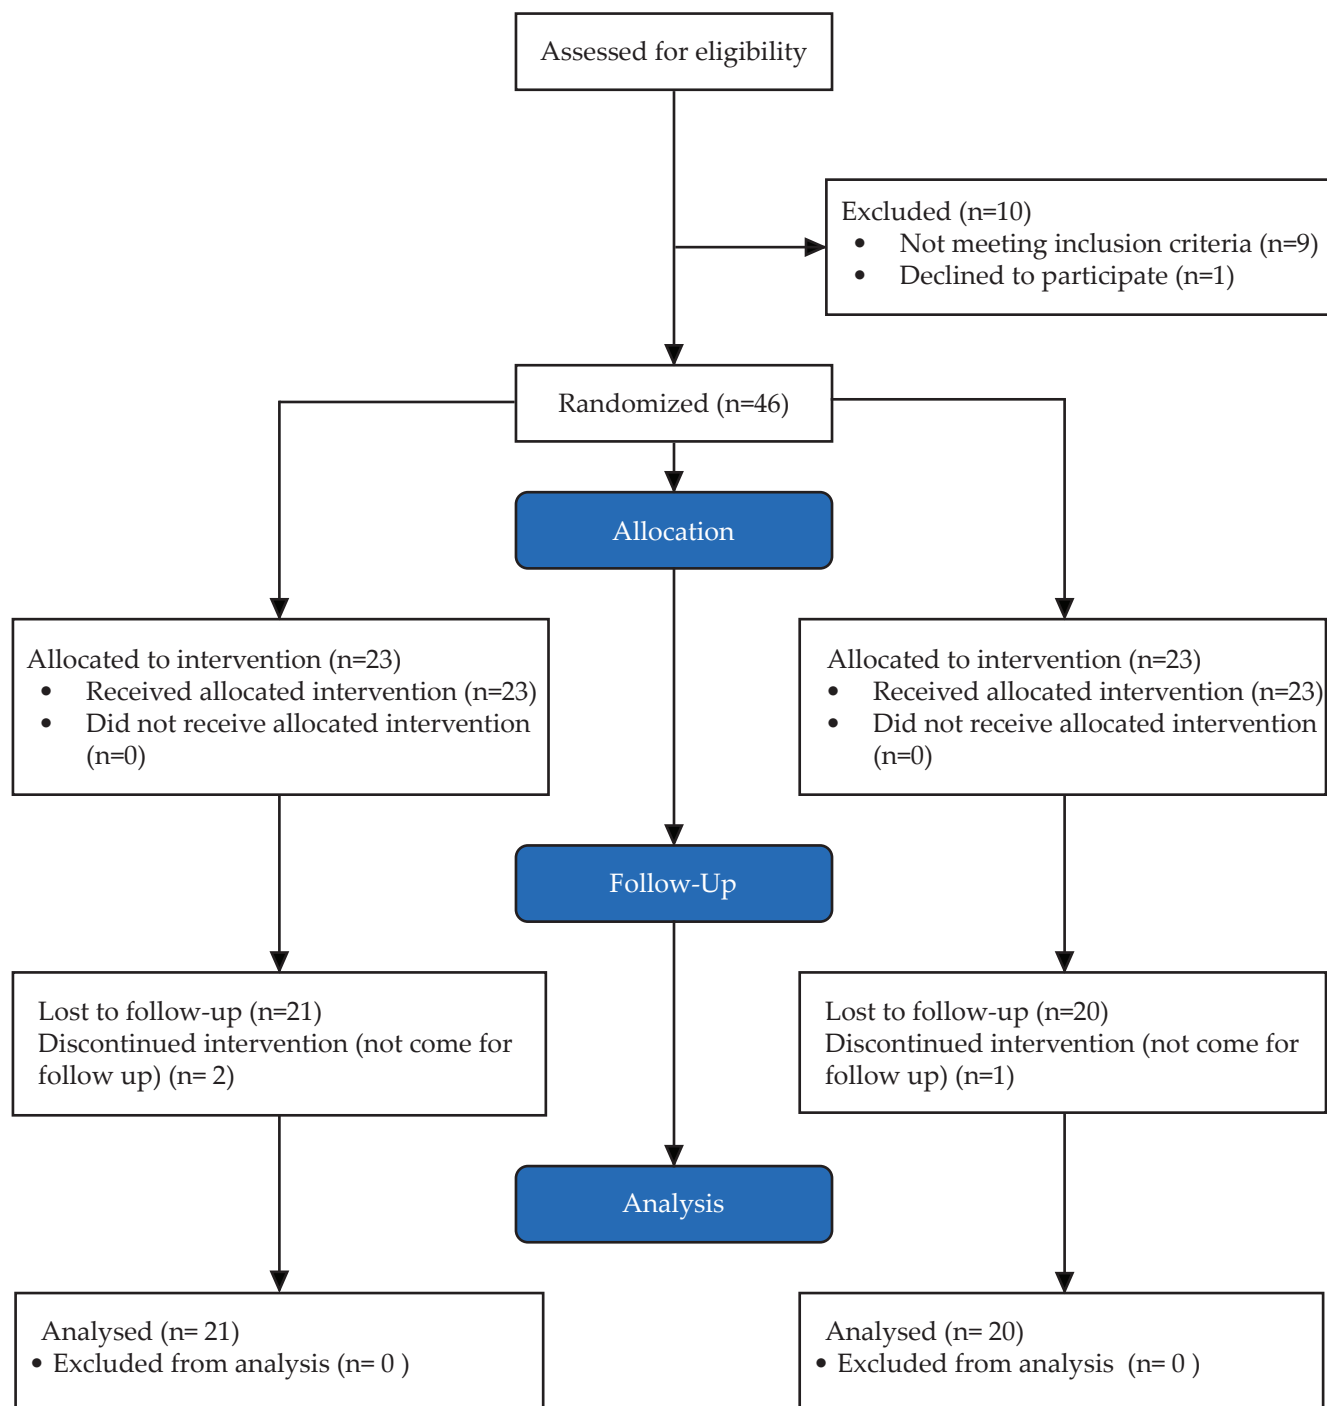 Assessed for eligibility
Excluded (n=10)
• Not meeting inclusion criteria (n=9)
• Declined to participate (n=1)
Randomized (n=46)
Allocation
Allocated to intervention (n=23)
• Received allocated intervention (n=23)
• Did not receive allocated intervention
(n=0)
Allocated to intervention (n=23)
• Received allocated intervention (n=23)
• Did not receive allocated intervention
(n=0)
Follow-Up
Lost to follow-up (n=21)
Discontinued intervention (not come for
follow up) (n= 2)
Lost to follow-up (n=20)
Discontinued intervention (not come for
follow up) (n=1)
Analysis
Analysed (n= 21)
• Excluded from analysis (n= 0 )
Analysed (n= 20)
• Excluded from analysis (n= 0 )